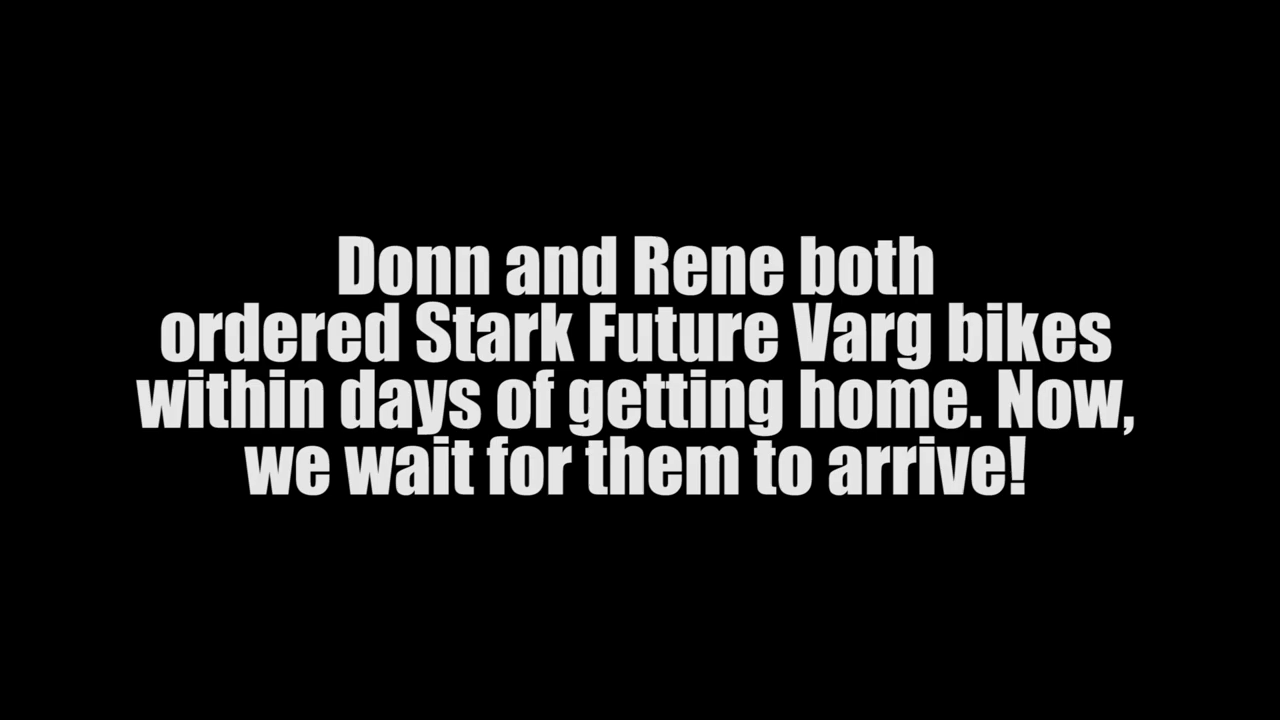 Donn and Rene both
ordered Stark Future Varg bikes
within days of getting home. Now,
we wait for them to arrive!